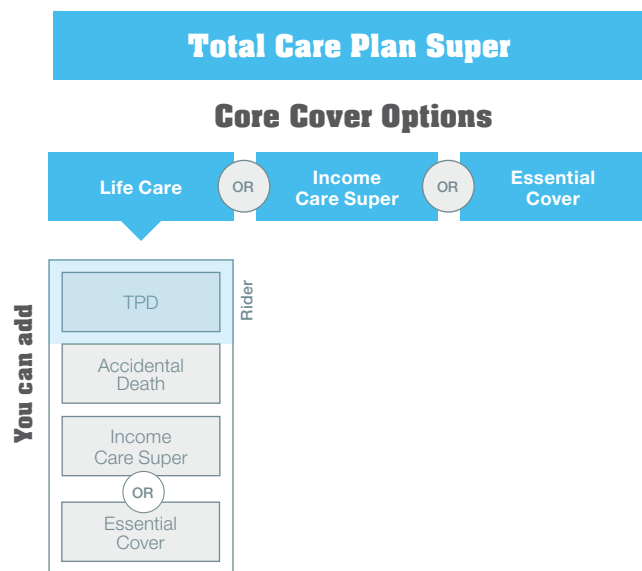 Total Care Plan Super
Core Cover Options
Life Care
OR
Income
Care Super
OR
Essential
Cover
You can add
TPD
Rider
Accidental
Death
Income
Care Super
OR
Essential
Cover